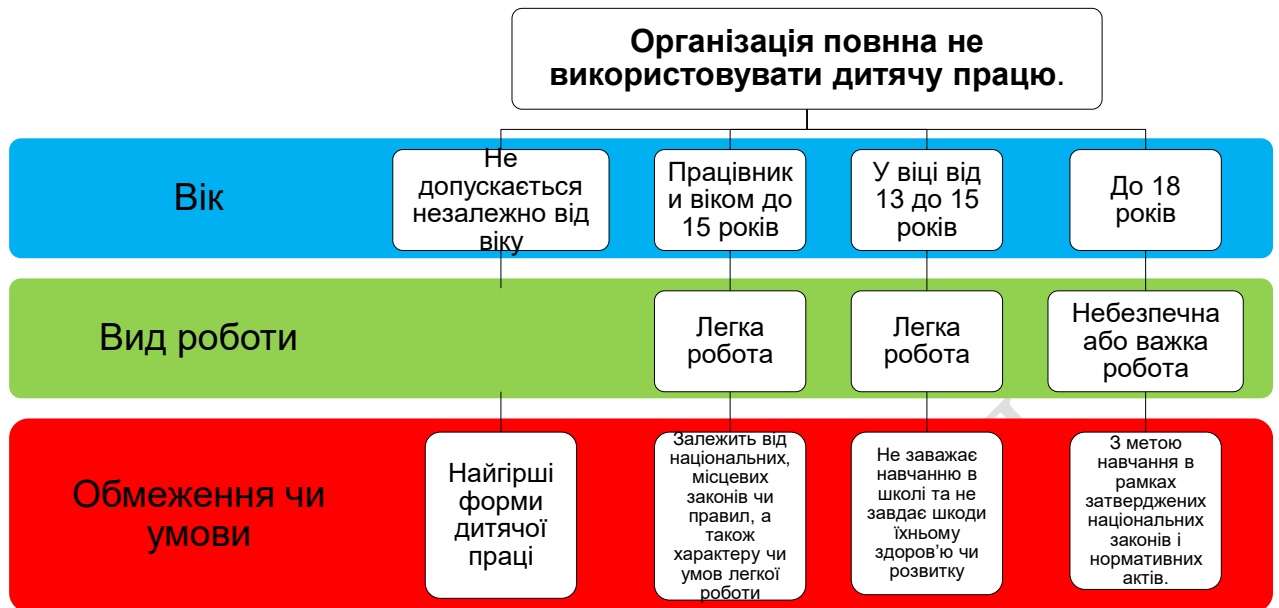 Організація повнна не
використовувати дитячу працю.
Вік
Не
допускається
незалежно від
віку
Працівник
и віком до
15 років
У віці від
13 до 15
років
До 18
років
Вид роботи
Легка
робота
Легка
робота
Небезпечна
або важка
робота
Обмеження чи
умови
Найгірші
форми
дитячої
праці
Залежить від
національних,
місцевих
законів чи
правил, а
також
характеру чи
умов легкої
роботи
Не заважає
навчанню в
школі та не
завдає шкоди
їхньому
здоров’ю чи
розвитку
З метою
навчання в
рамках
затверджених
національних
законів і
нормативних
актів.